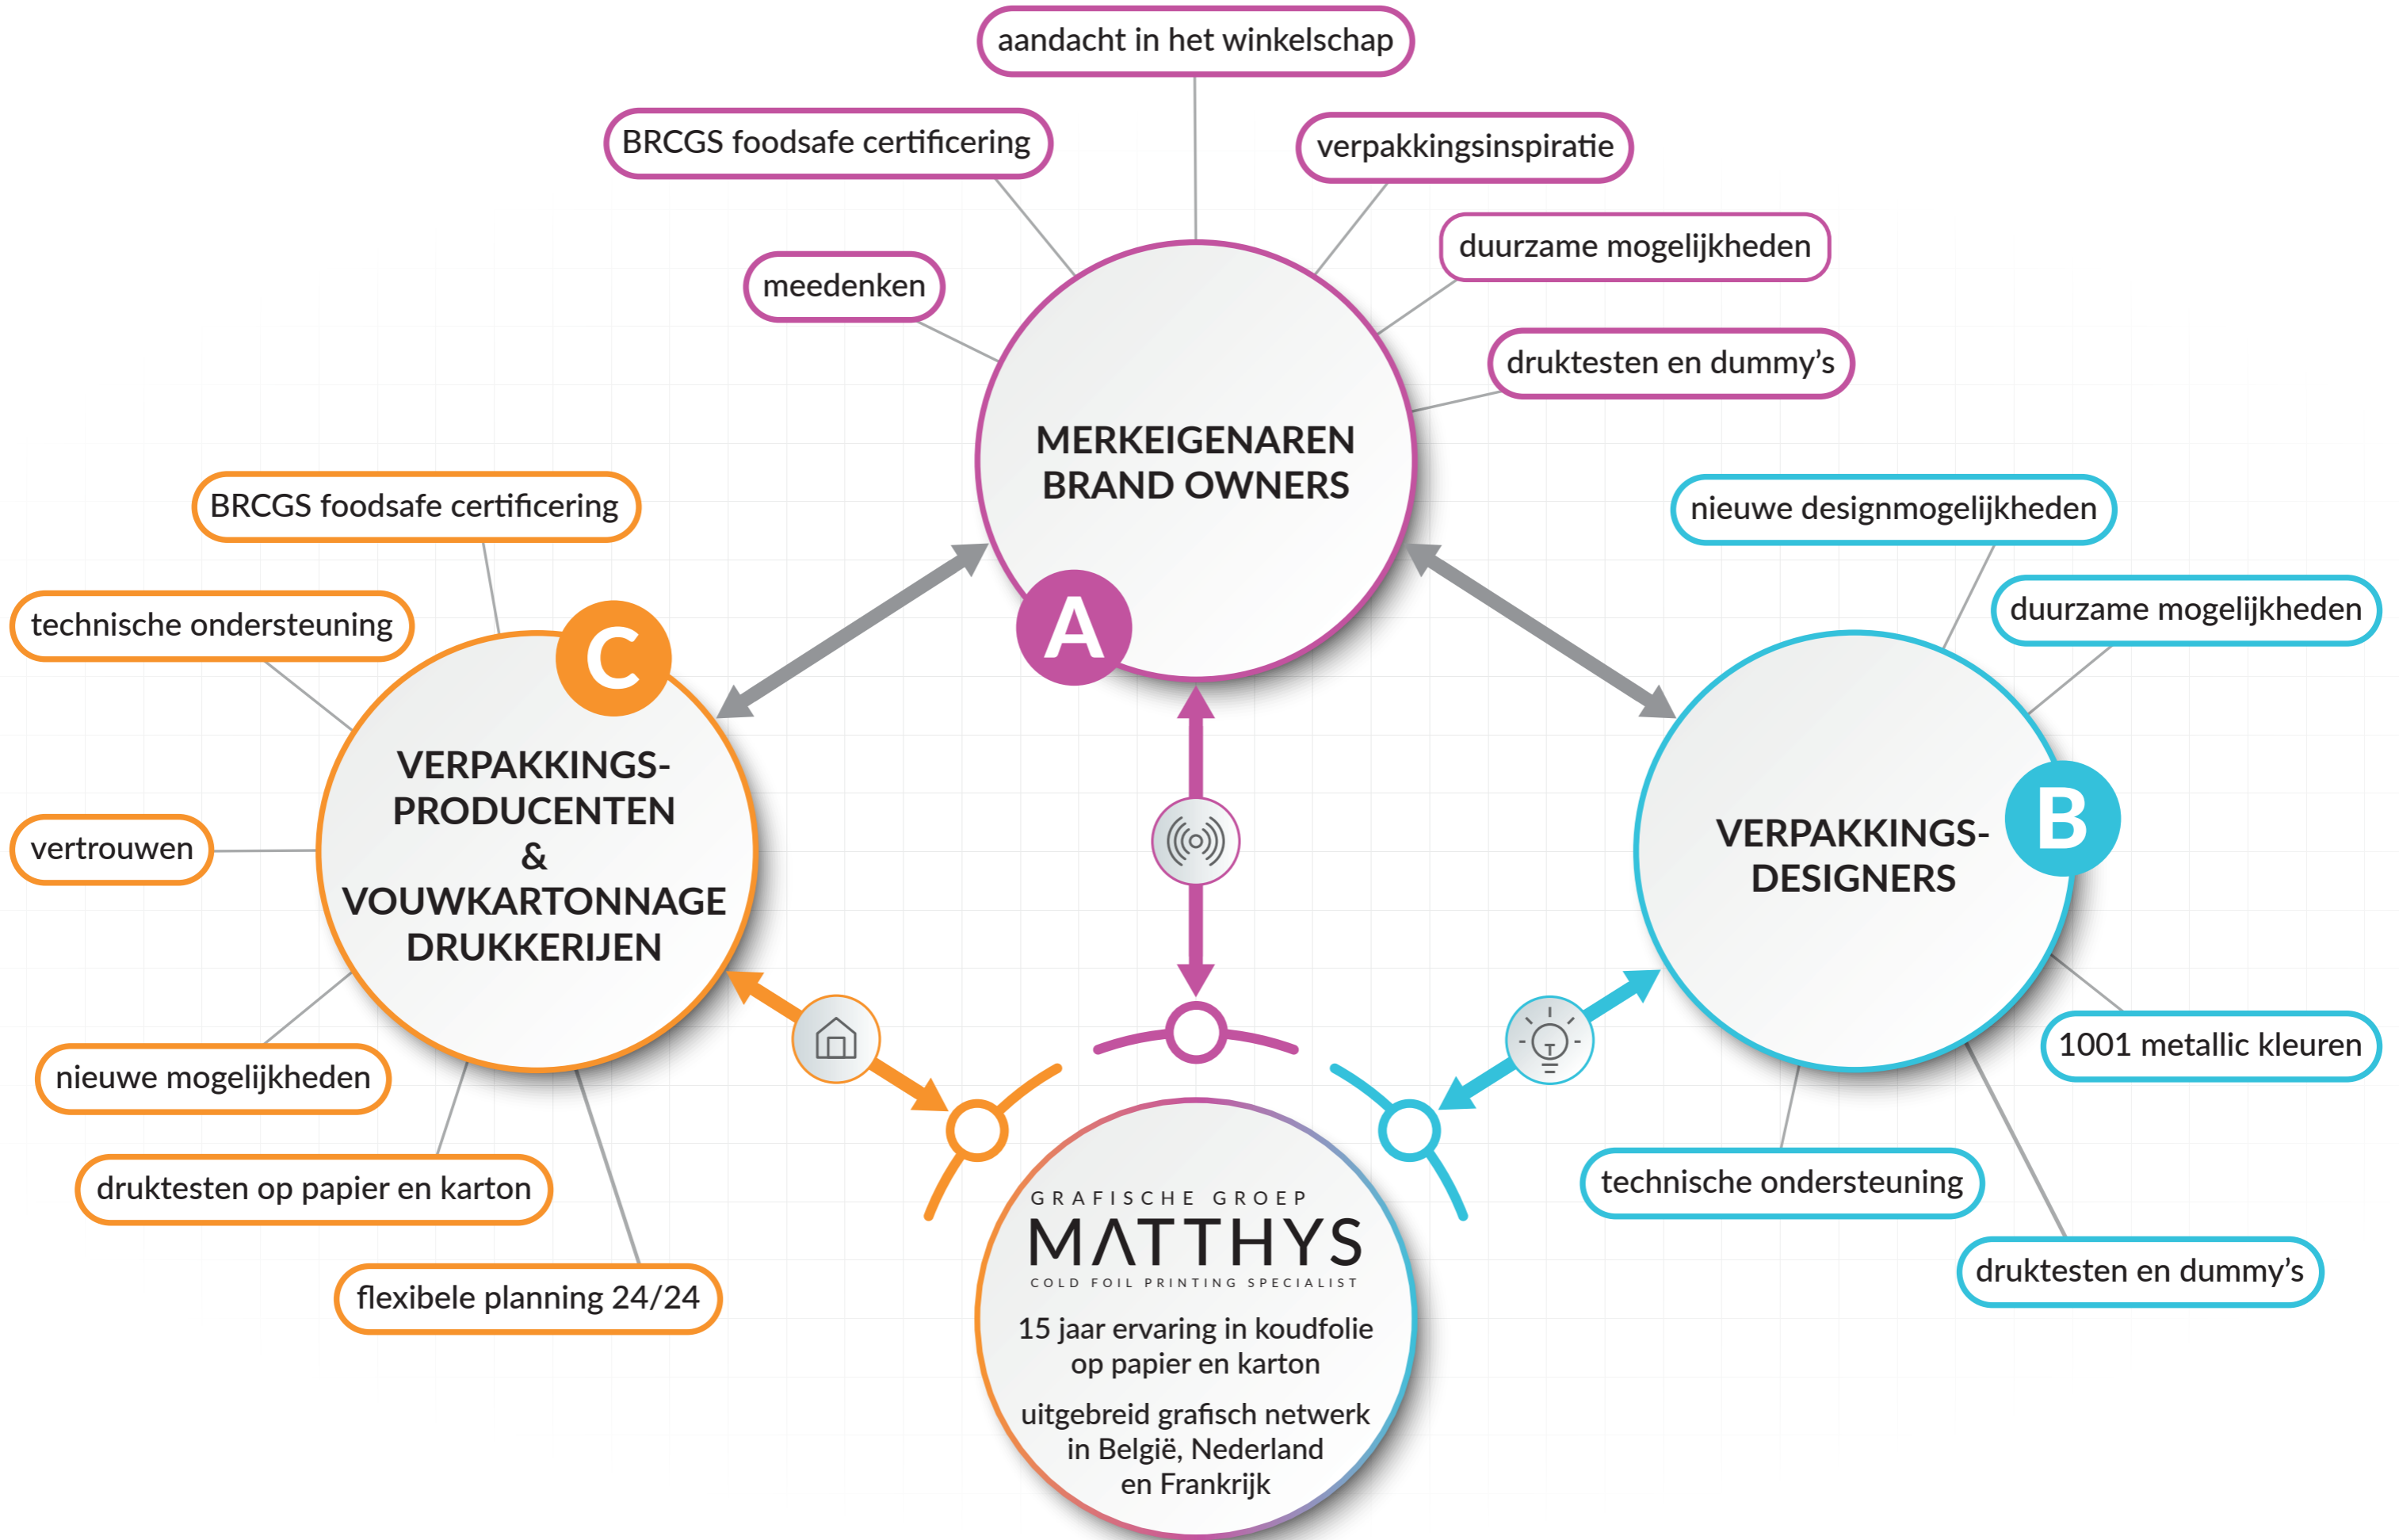 aandacht in het winkelschap
BRCGS foodsafe certificering
verpakkingsinspiratie
duurzame mogelijkheden
meedenken
druktesten en dummy’s
MERKEIGENAREN
BRAND OWNERS
A
BRCGS foodsafe certificering
technische ondersteuning
C
VERPAKKINGS-
PRODUCENTEN
&
VOUWKARTONNAGE
DRUKKERIJEN
vertrouwen
nieuwe mogelijkheden
druktesten op papier en karton
flexibele planning 24/24
nieuwe designmogelijkheden
duurzame mogelijkheden
B
VERPAKKINGS-
DESIGNERS
1001 metallic kleuren
technische ondersteuning
druktesten en dummy’s
GRAFISCHE GROEP
MATTHYS
COLD FOIL PRINTING SPECIALIST
15 jaar ervaring in koudfolie
op papier en karton
uitgebreid grafisch netwerk
in België, Nederland
en Frankrijk